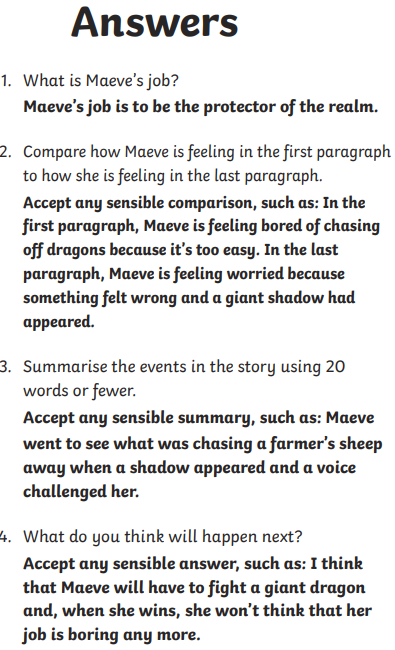 Answers
1. What is Maeve's job?
Maeve's job is to be the protector of the realm.
2. Compare how Maeve is feeling in the first paragraph
to how she is feeling in the last paragraph.
Accept any sensible comparison, such as: In the
first paragraph, Maeve is feeling bored of chasing
off dragons because it's too easy. In the last
paragraph, Maeve is feeling worried because
something felt wrong and a giant shadow had
appeared.
3. Summarise the events in the story using 20
words or fewer.
Accept any sensible summary, such as: Maeve
went to see what was chasing a farmer's sheep
away when a shadow appeared and a voice
challenged her.
4. What do you think will happen next?
Accept any sensible answer, such as: I think
that Maeve will have to fight a giant dragon
and, when she wins, she won't think that her
job is boring any more.